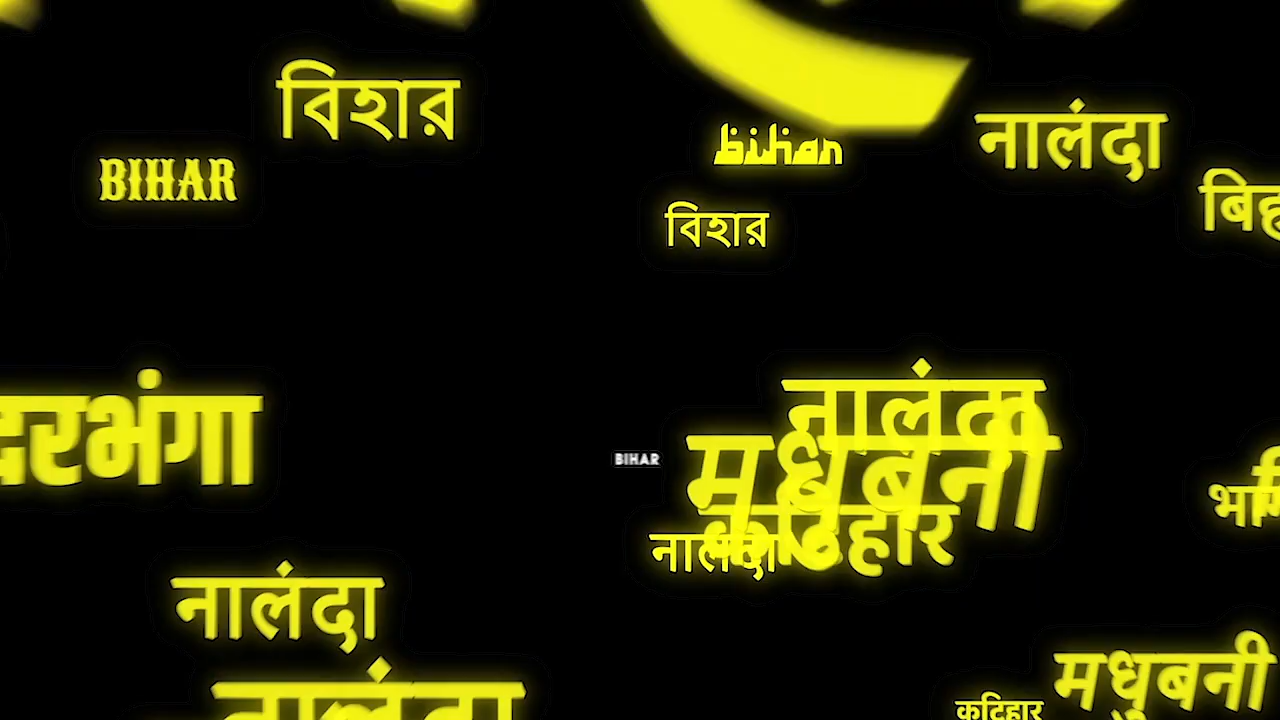 বিহার
नालंदा
BIHAR
bihar
বিহার
दरभंगा
नालंदा
मधुबनी
BIHAR
कटिहार
नालंदा
नालंदा
मधुबनी
नालंदा
कटिहार